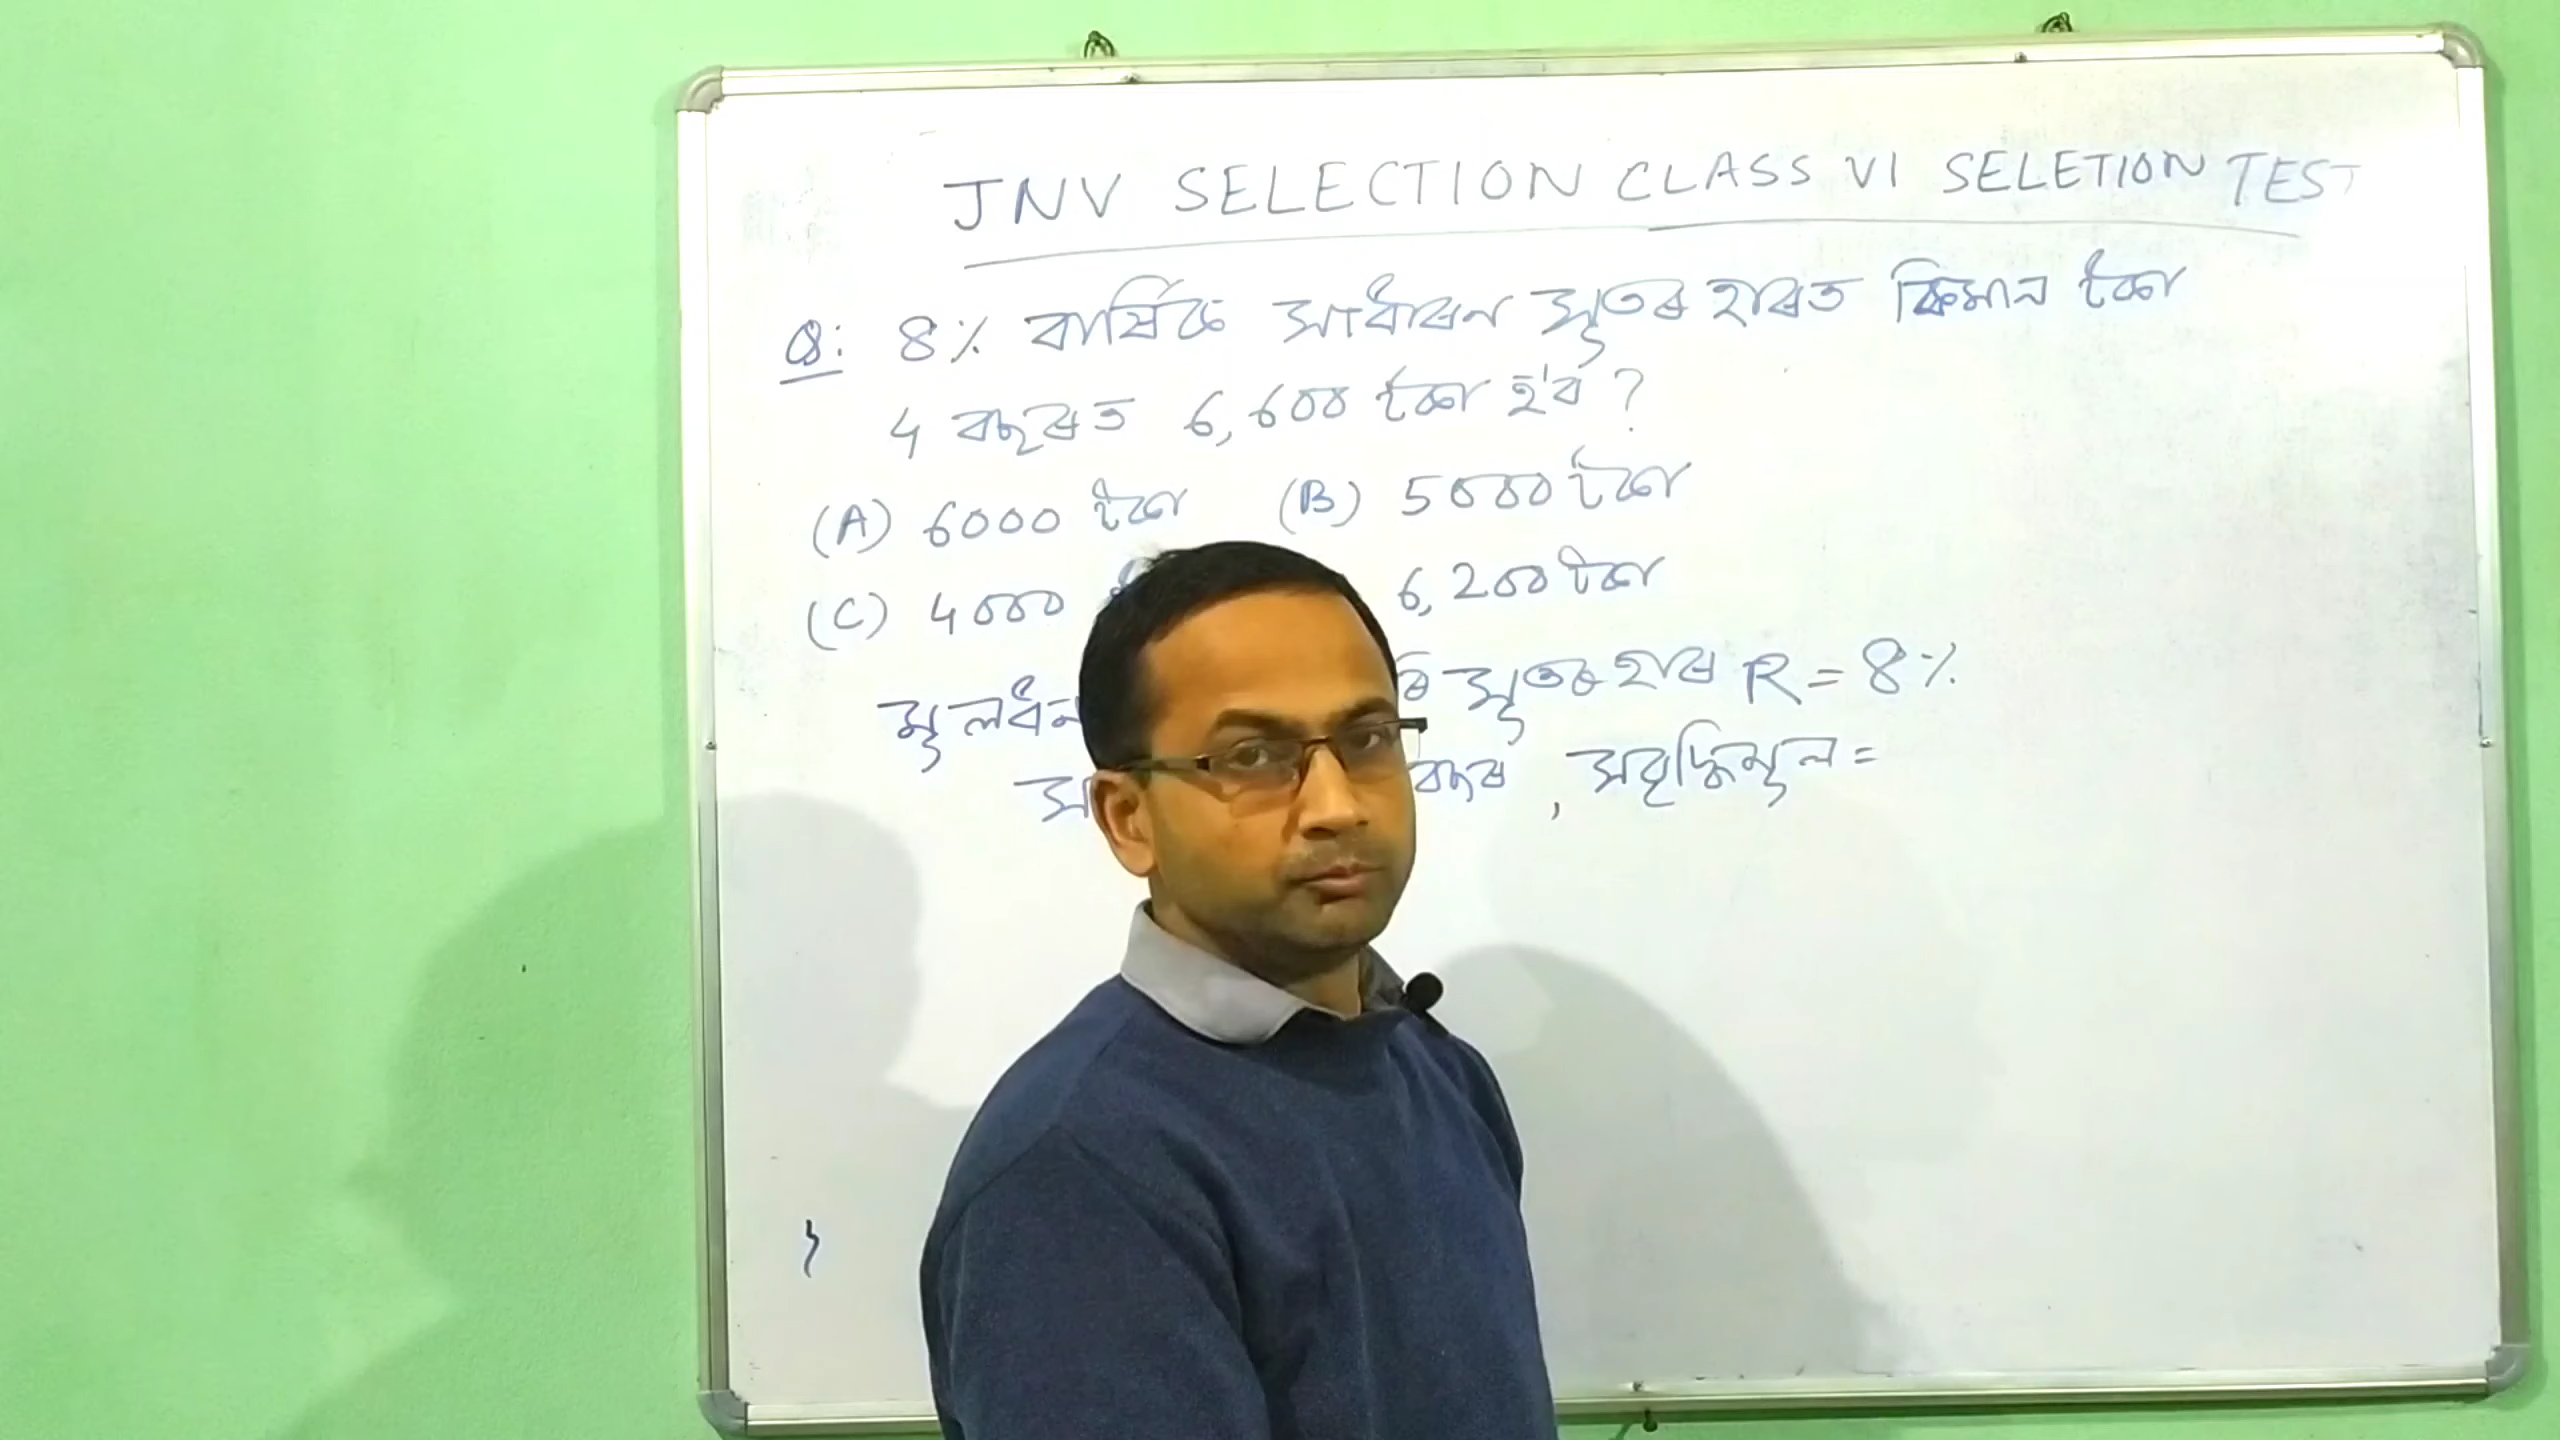 JNV SELECTION CLASS VI SELETION TEST
Q: 8% বাৰ্ষিক সাধাৰন সূতৰ হাৰত কিমান টকা
4 বছৰত 6,600 টকা হ'ব ?
(A) 6000 টকা (B) 5000 টকা
(C) 4000 6,200 টকা
মূলধন সূতৰ হাৰ R = 8%
বছৰ , সবৃদ্ধিমূল =